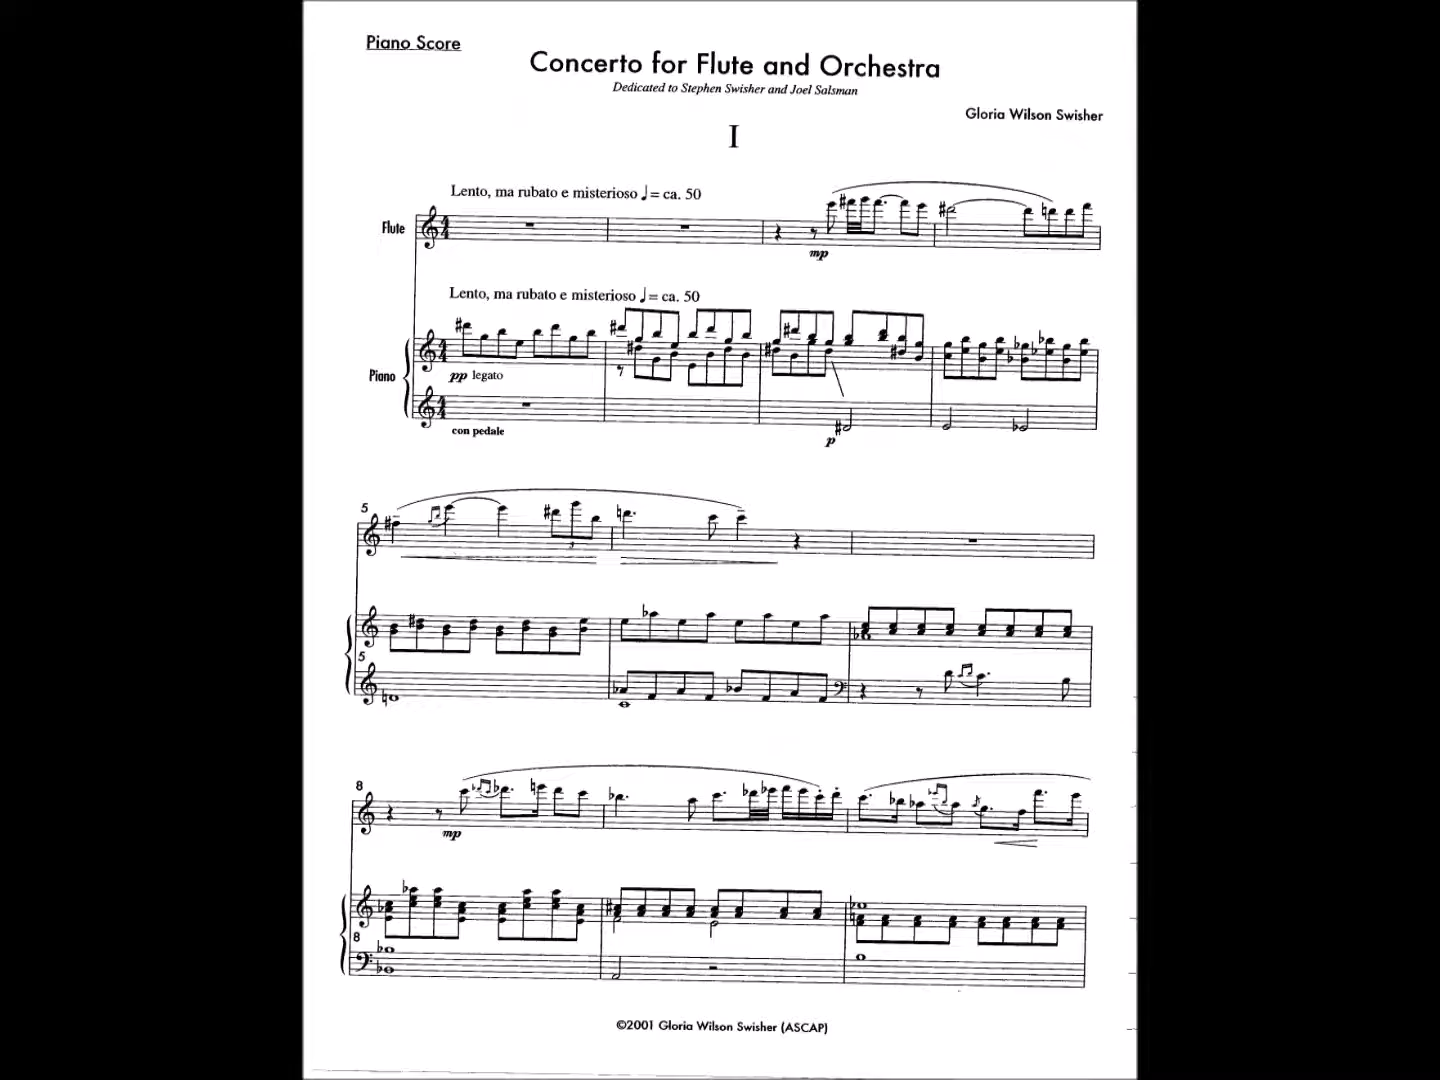 Piano Score
Concerto for Flute and Orchestra
Dedicated to Stephen Swisher and Joel Salsman
Gloria Wilson Swisher
I
Lento, ma rubato e misterioso ♩= ca. 50
Flute
mp
Lento, ma rubato e misterioso ♩= ca. 50
Piano
pp legato
con pedale
p
5
3
5
8
mp
8
©2001 Gloria Wilson Swisher (ASCAP)